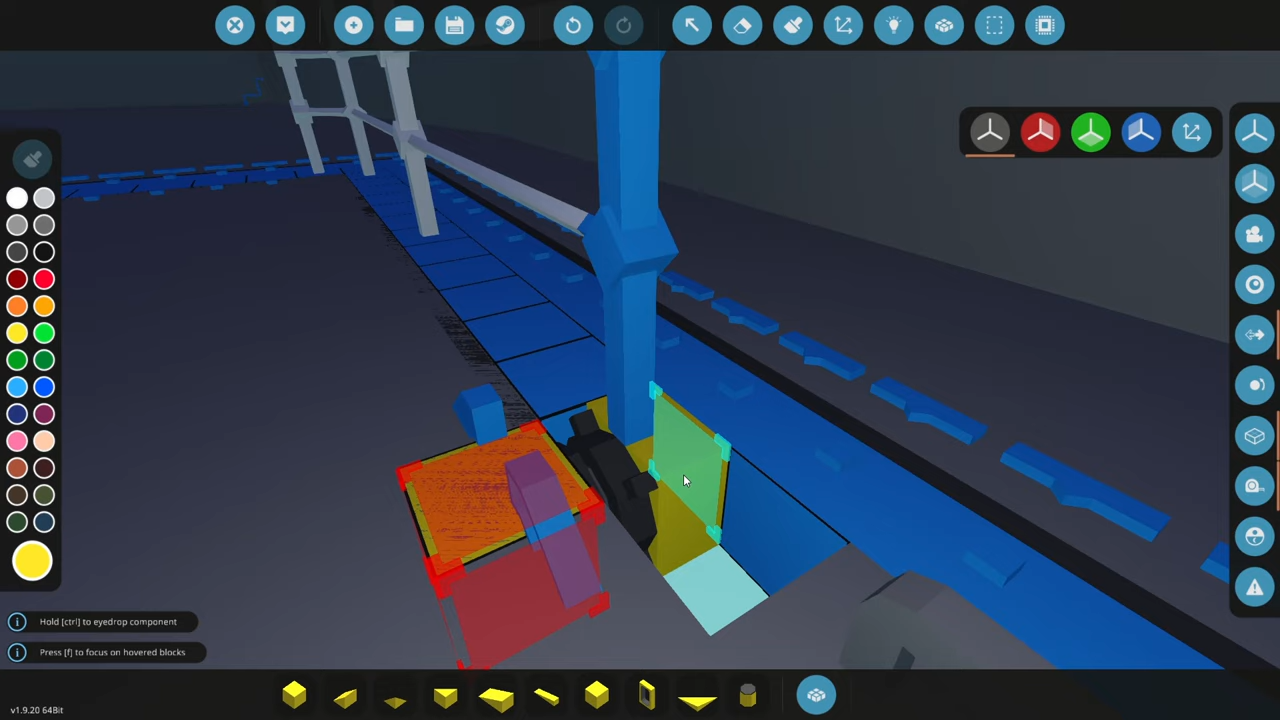 Hold [ctrl] to eyedrop component
Press [f] to focus on hovered blocks
v1.9.20 64Bit